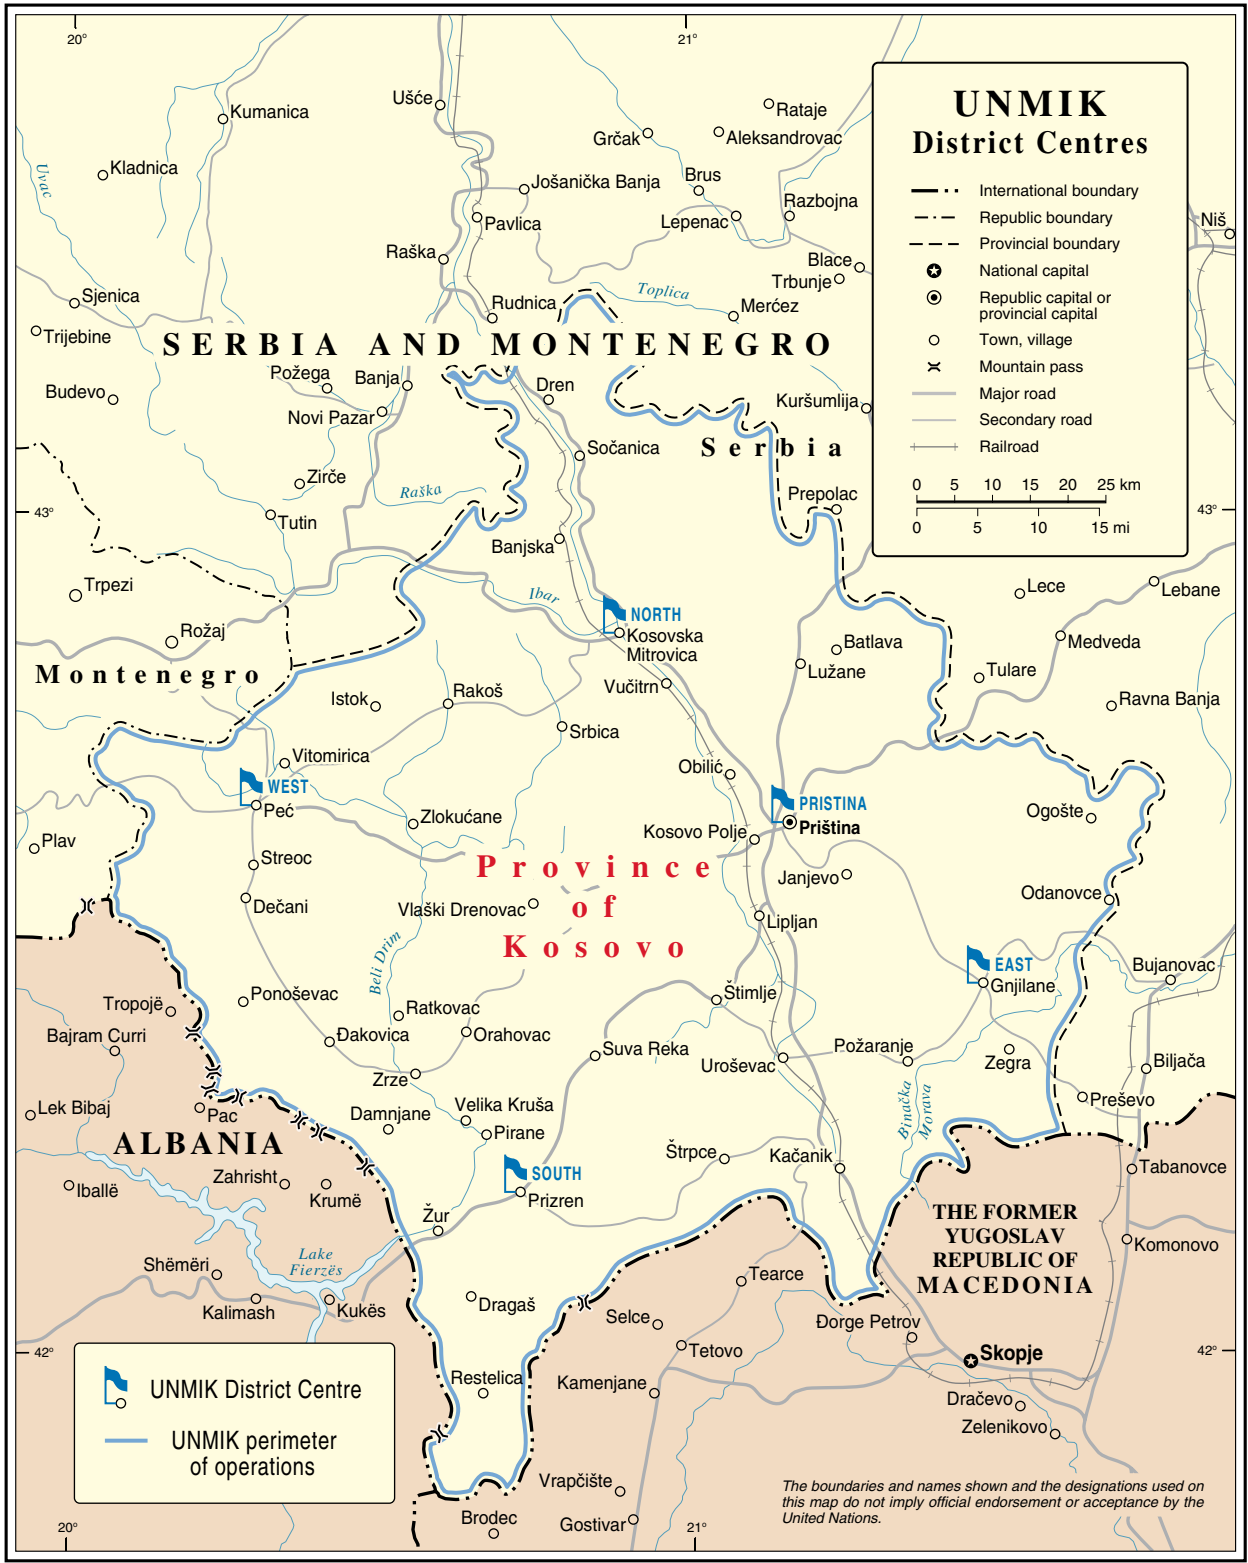 20°
21°
UNMIK
District Centres
International boundary
Republic boundary
Provincial boundary
National capital
Republic capital or
provincial capital
Town, village
Mountain pass
Major road
Secondary road
Railroad
0 5 10 15 20 25 km
0 5 10 15 mi
Ušće
Kumanica
Rataje
Grčak
Aleksandrovac
Kladnica
Uvac
Jošanička Banja
Brus
Razbojna
Pavlica
Lepenac
Niš
Raška
Blace
Trbunje
Toplica
Sjenica
Rudnica
Merćez
Trijebine
SERBIA AND MONTENEGRO
Požega
Banja
Dren
Budevo
Novi Pazar
Kuršumlija
Sočanica
Serbia
Zirče
Raška
Prepolac
43°
43°
Tutin
Banjska
Trpezi
Ibar
Lece
Lebane
NORTH
Kosovska
Mitrovica
Rožaj
Batlava
Medveda
Lužane
Montenegro
Tulare
Vučitrn
Istok
Rakoš
Ravna Banja
Srbica
Vitomirica
Obilić
WEST
Peć
PRISTINA
Priština
Zlokućane
Ogošte
Kosovo Polje
Plav
Streoc
Province
of
Kosovo
Janjevo
Dečani
Vlaški Drenovac
Odanovce
Lipljan
Beli Drim
EAST
Gnjilane
Bujanovac
Ponoševac
Štimlje
Tropojë
Ratkovac
Bajram Curri
Đakovica
Orahovac
Suva Reka
Uroševac
Požaranje
Zegra
Biljača
Zrze
Binačka
Morava
Preševo
Lek Bibaj
Pac
Damnjane
Velika Kruša
Pirane
ALBANIA
Štrpce
Kačanik
Tabanovce
Iballë
Zahrisht
Krumë
SOUTH
Prizren
Žur
THE FORMER
YUGOSLAV
REPUBLIC OF
MACEDONIA
Komonovo
Lake
Fierzës
Shëmëri
Tearce
Kalimash
Kukës
Dragaš
Selce
Đorge Petrov
42°
42°
Tetovo
Skopje
Restelica
Kamenjane
Dračevo
Zelenikovo
UNMIK District Centre
UNMIK perimeter
of operations
Vrapčište
Brodec
Gostivar
The boundaries and names shown and the designations used on
this map do not imply official endorsement or acceptance by the
United Nations.
20°
21°